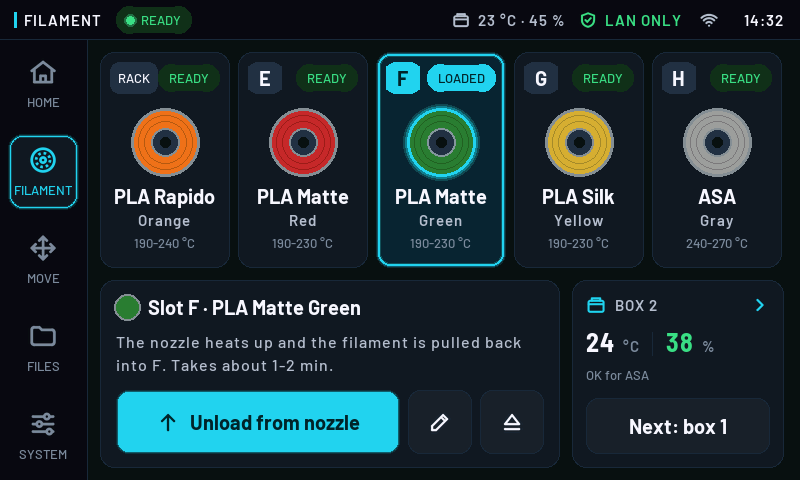 FILAMENT
READY
23 °C · 45 %
LAN ONLY
14:32
HOME
FILAMENT
MOVE
FILES
SYSTEM
RACK
READY
PLA Rapido
Orange
190-240 °C
E
READY
PLA Matte
Red
190-230 °C
F
LOADED
PLA Matte
Green
190-230 °C
G
READY
PLA Silk
Yellow
190-230 °C
H
READY
ASA
Gray
240-270 °C
Slot F · PLA Matte Green
The nozzle heats up and the filament is pulled back
into F. Takes about 1-2 min.
Unload from nozzle
BOX 2
24 °C 38 %
OK for ASA
Next: box 1